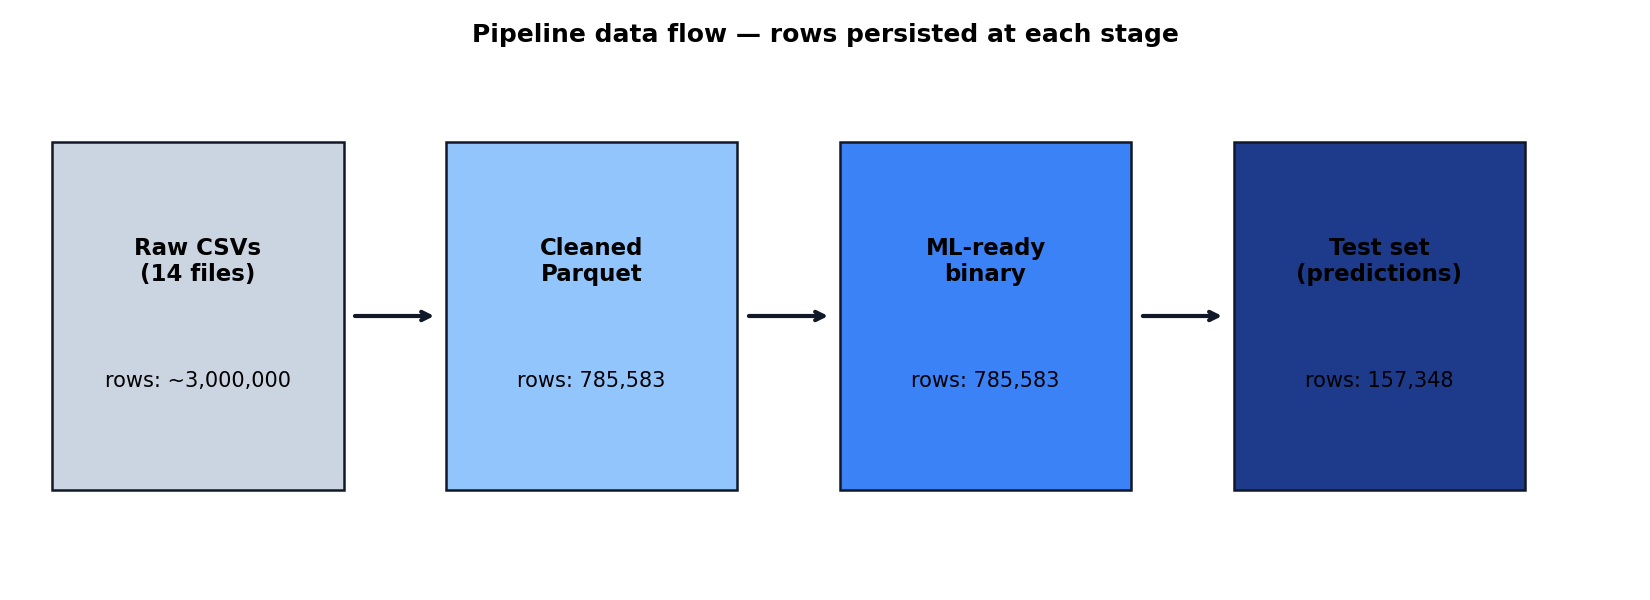 Pipeline data flow — rows persisted at each stage
Raw CSVs
(14 files)
rows: ~3,000,000
Cleaned
Parquet
rows: 785,583
ML-ready
binary
rows: 785,583
Test set
(predictions)
rows: 157,348